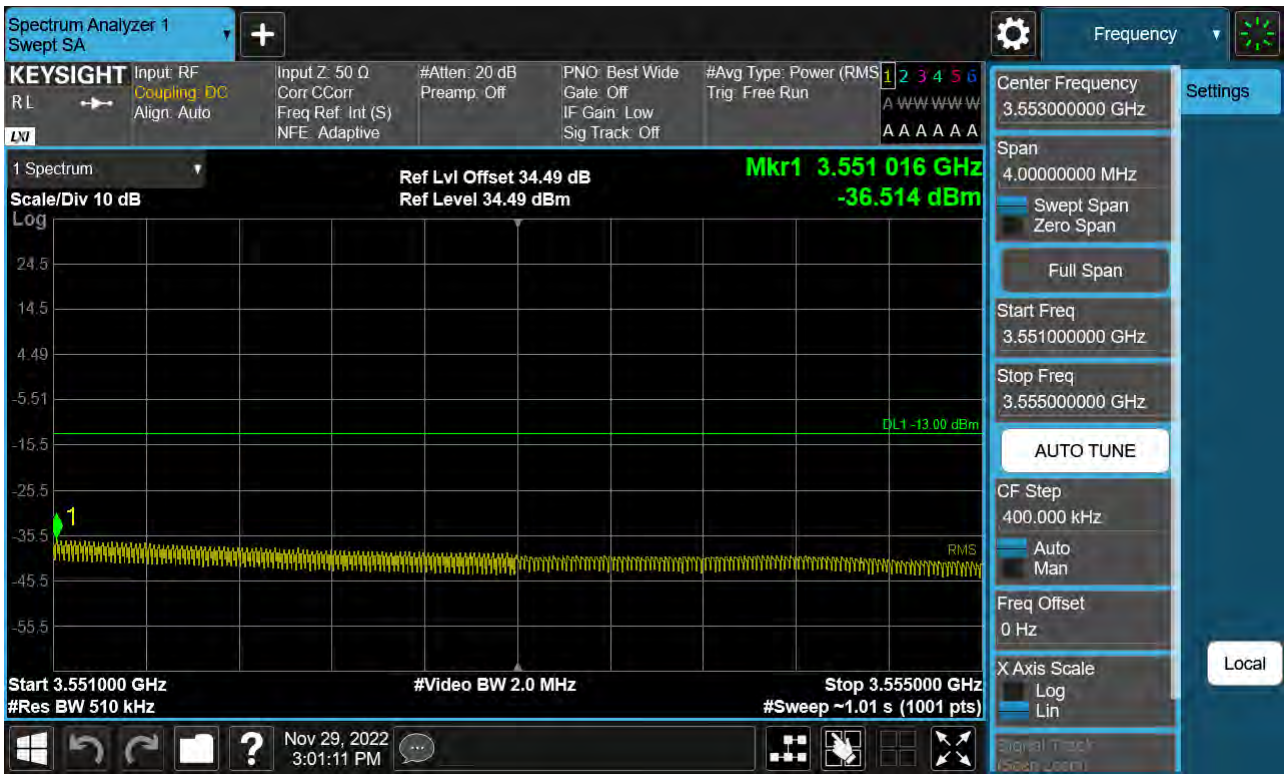 Spectrum Analyzer 1
Swept SA
+
Frequency
KEYSIGHT
R L
LXI
Input: RF
Coupling: DC
Align: Auto
Input Z: 50 Ω
Corr CCorr
Freq Ref: Int (S)
NFE: Adaptive
#Atten: 20 dB
Preamp: Off
PNO: Best Wide
Gate: Off
IF Gain: Low
Sig Track: Off
#Avg Type: Power (RMS
Trig: Free Run
1 2 3 4 5 6
A W W W W W
A A A A A A
1 Spectrum
Scale/Div 10 dB
Log
Ref Lvl Offset 34.49 dB
Ref Level 34.49 dBm
Mkr1 3.551 016 GHz
-36.514 dBm
24.5
14.5
4.49
-5.51
DL1 -13.00 dBm
-15.5
-25.5
1
-35.5
RMS
-45.5
-55.5
Start 3.551000 GHz
#Res BW 510 kHz
#Video BW 2.0 MHz
Stop 3.555000 GHz
#Sweep ~1.01 s (1001 pts)
?
Nov 29, 2022
3:01:11 PM
Center Frequency
3.553000000 GHz
Span
4.00000000 MHz
Swept Span
Zero Span
Full Span
Start Freq
3.551000000 GHz
Stop Freq
3.555000000 GHz
AUTO TUNE
CF Step
400.000 kHz
Auto
Man
Freq Offset
0 Hz
X Axis Scale
Log
Lin
Signal Track
(Span Zoom)
Settings
Local